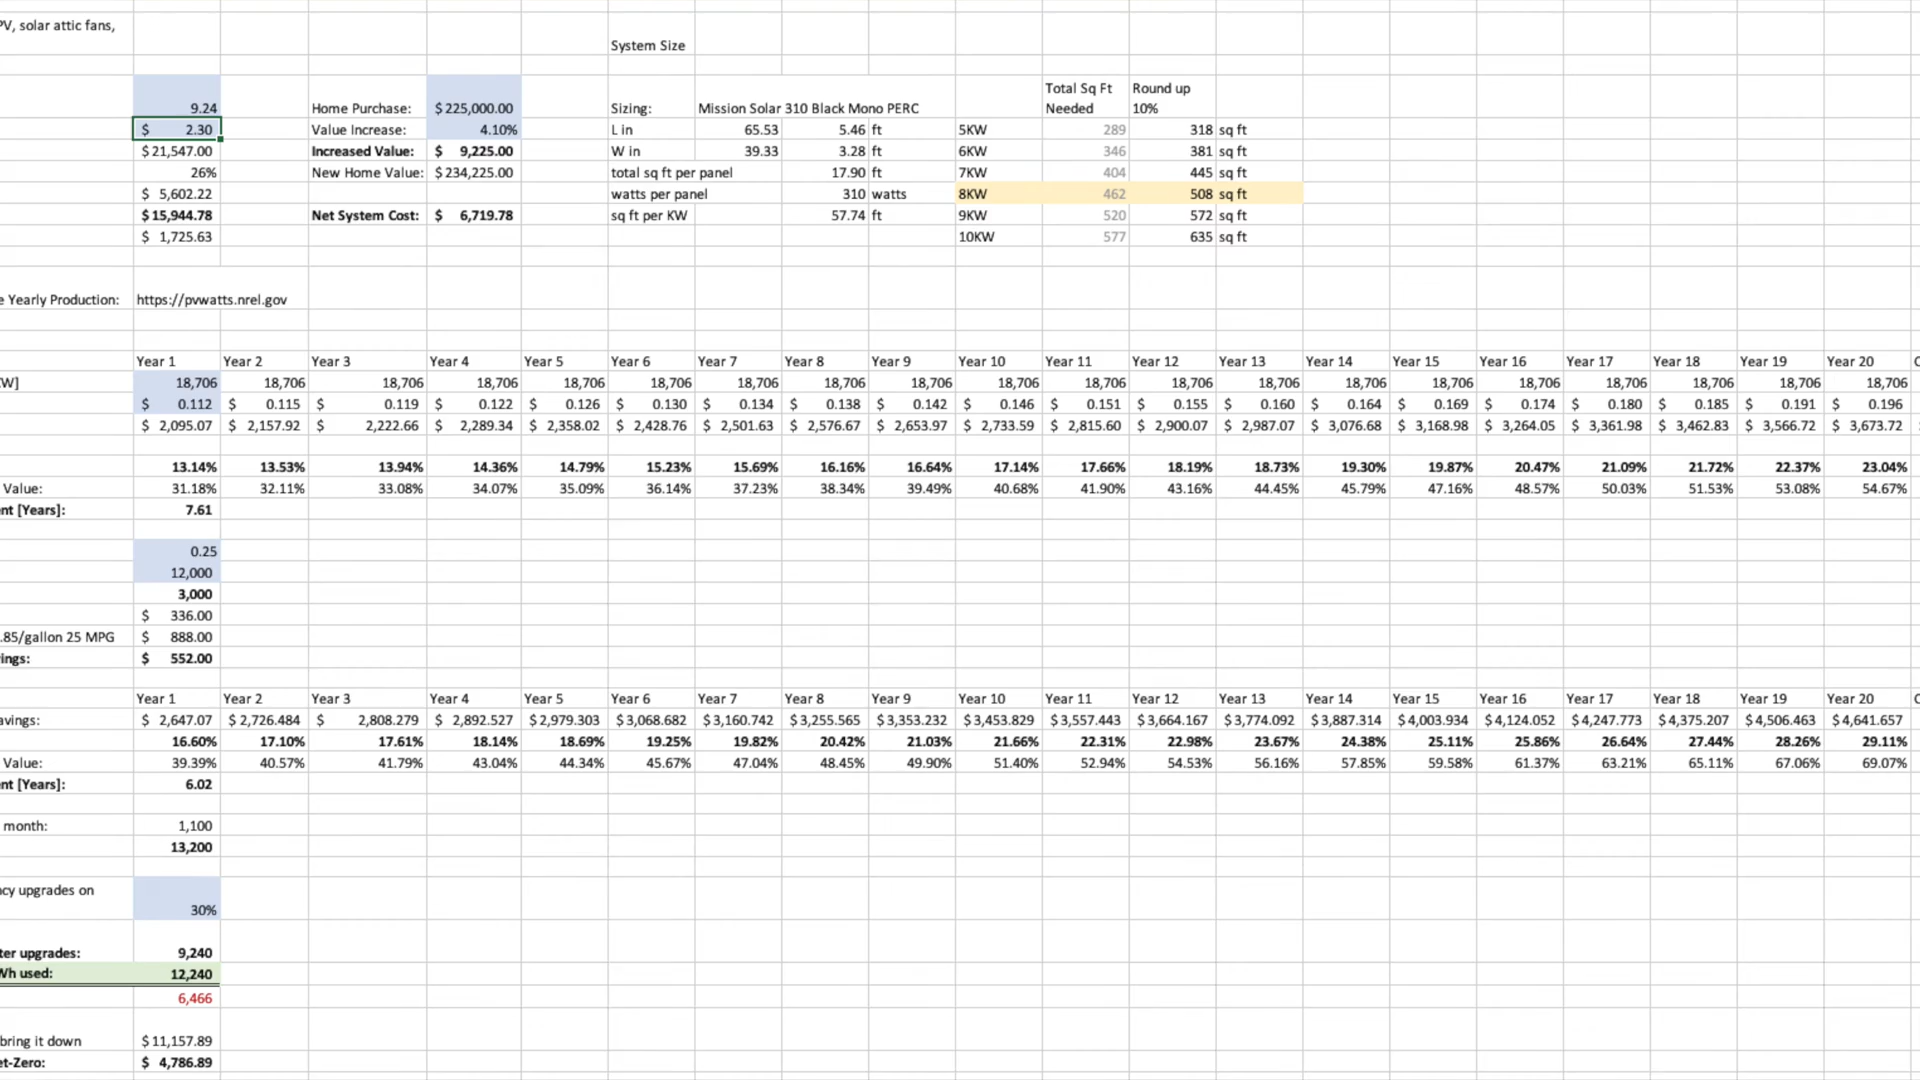 PV, solar attic fans,
System Size
Total Sq Ft Round up
9.24 Home Purchase: $ 225,000.00 Sizing: Mission Solar 310 Black Mono PERC Needed 10%
$ 2.30 Value Increase: 4.10% L in 65.53 5.46 ft 5KW 289 318 sq ft
$ 21,547.00 Increased Value: $ 9,225.00 W in 39.33 3.28 ft 6KW 346 381 sq ft
26% New Home Value: $ 234,225.00 total sq ft per panel 17.90 ft 7KW 404 445 sq ft
$ 5,602.22 watts per panel 310 watts 8KW 462 508 sq ft
$ 15,944.78 Net System Cost: $ 6,719.78 sq ft per KW 57.74 ft 9KW 520 572 sq ft
$ 1,725.63 10KW 577 635 sq ft
e Yearly Production: https://pvwatts.nrel.gov
Year 1 Year 2 Year 3 Year 4 Year 5 Year 6 Year 7 Year 8 Year 9 Year 10 Year 11 Year 12 Year 13 Year 14 Year 15 Year 16 Year 17 Year 18 Year 19 Year 20
W] 18,706 18,706 18,706 18,706 18,706 18,706 18,706 18,706 18,706 18,706 18,706 18,706 18,706 18,706 18,706 18,706 18,706 18,706 18,706 18,706
$ 0.112 $ 0.115 $ 0.119 $ 0.122 $ 0.126 $ 0.130 $ 0.134 $ 0.138 $ 0.142 $ 0.146 $ 0.151 $ 0.155 $ 0.160 $ 0.164 $ 0.169 $ 0.174 $ 0.180 $ 0.185 $ 0.191 $ 0.196
$ 2,095.07 $ 2,157.92 $ 2,222.66 $ 2,289.34 $ 2,358.02 $ 2,428.76 $ 2,501.63 $ 2,576.67 $ 2,653.97 $ 2,733.59 $ 2,815.60 $ 2,900.07 $ 2,987.07 $ 3,076.68 $ 3,168.98 $ 3,264.05 $ 3,361.98 $ 3,462.83 $ 3,566.72 $ 3,673.72
13.14% 13.53% 13.94% 14.36% 14.79% 15.23% 15.69% 16.16% 16.64% 17.14% 17.66% 18.19% 18.73% 19.30% 19.87% 20.47% 21.09% 21.72% 22.37% 23.04%
Value: 31.18% 32.11% 33.08% 34.07% 35.09% 36.14% 37.23% 38.34% 39.49% 40.68% 41.90% 43.16% 44.45% 45.79% 47.16% 48.57% 50.03% 51.53% 53.08% 54.67%
nt [Years]: 7.61
0.25
12,000
3,000
$ 336.00
.85/gallon 25 MPG $ 888.00
ings: $ 552.00
Year 1 Year 2 Year 3 Year 4 Year 5 Year 6 Year 7 Year 8 Year 9 Year 10 Year 11 Year 12 Year 13 Year 14 Year 15 Year 16 Year 17 Year 18 Year 19 Year 20
avings: $ 2,647.07 $ 2,726.484 $ 2,808.279 $ 2,892.527 $ 2,979.303 $ 3,068.682 $ 3,160.742 $ 3,255.565 $ 3,353.232 $ 3,453.829 $ 3,557.443 $ 3,664.167 $ 3,774.092 $ 3,887.314 $ 4,003.934 $ 4,124.052 $ 4,247.773 $ 4,375.207 $ 4,506.463 $ 4,641.657
16.60% 17.10% 17.61% 18.14% 18.69% 19.25% 19.82% 20.42% 21.03% 21.66% 22.31% 22.98% 23.67% 24.38% 25.11% 25.86% 26.64% 27.44% 28.26% 29.11%
Value: 39.39% 40.57% 41.79% 43.04% 44.34% 45.67% 47.04% 48.45% 49.90% 51.40% 52.94% 54.53% 56.16% 57.85% 59.58% 61.37% 63.21% 65.11% 67.06% 69.07%
nt [Years]: 6.02
month: 1,100
13,200
ncy upgrades on
30%
ter upgrades: 9,240
Wh used: 12,240
6,466
bring it down $ 11,157.89
et-Zero: $ 4,786.89